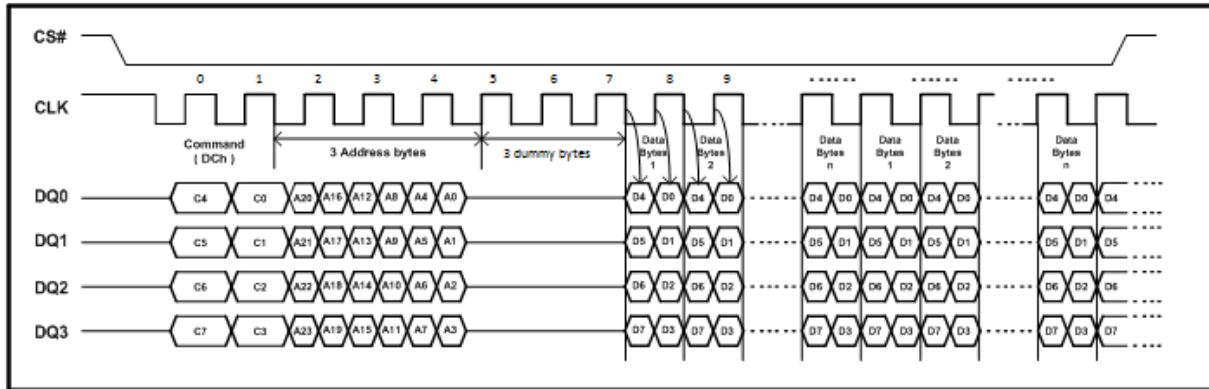 CS#
0 1 2 3 4 5 6 7 8 9
CLK
Command
( DCh )
3 Address bytes
3 dummy bytes
Data
Bytes
1
Data
Bytes
2
Data
Bytes
n
Data
Bytes
1
Data
Bytes
2
Data
Bytes
n
DQ0 C4 C0 A20 A16 A12 A8 A4 A0 D4 D0 D4 D0 D4 D0 D4 D0 D4 D0 D4 D0 D4
DQ1 C5 C1 A21 A17 A13 A9 A5 A1 D5 D1 D5 D1 D5 D1 D5 D1 D5 D1 D5 D1 D5
DQ2 C6 C2 A22 A18 A14 A10 A6 A2 D6 D2 D6 D2 D6 D2 D6 D2 D6 D2 D6 D2 D6
DQ3 C7 C3 A23 A19 A15 A11 A7 A3 D7 D3 D7 D3 D7 D3 D7 D3 D7 D3 D7 D3 D7